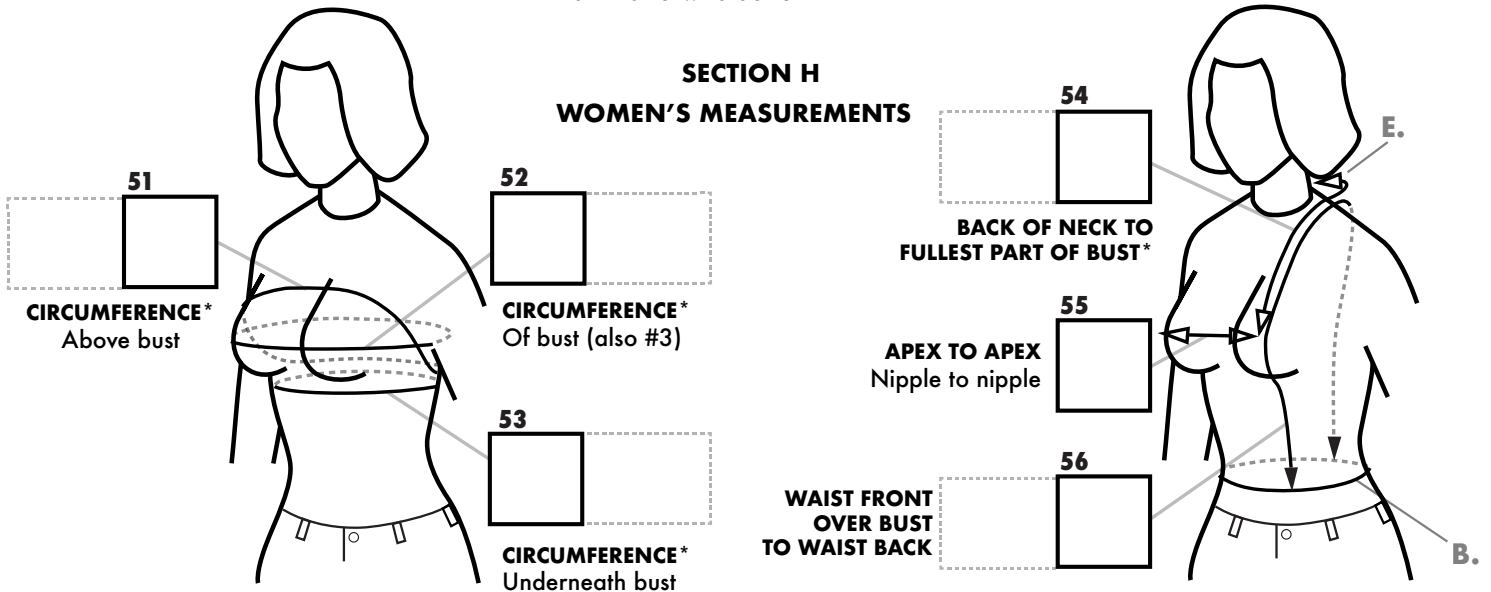 SECTION H
WOMEN'S MEASUREMENTS
51
CIRCUMFERENCE*
Above bust
52
CIRCUMFERENCE*
Of bust (also #3)
53
CIRCUMFERENCE*
Underneath bust
54
BACK OF NECK TO
FULLEST PART OF BUST*
E.
55
APEX TO APEX
Nipple to nipple
56
WAIST FRONT
OVER BUST
TO WAIST BACK
B.